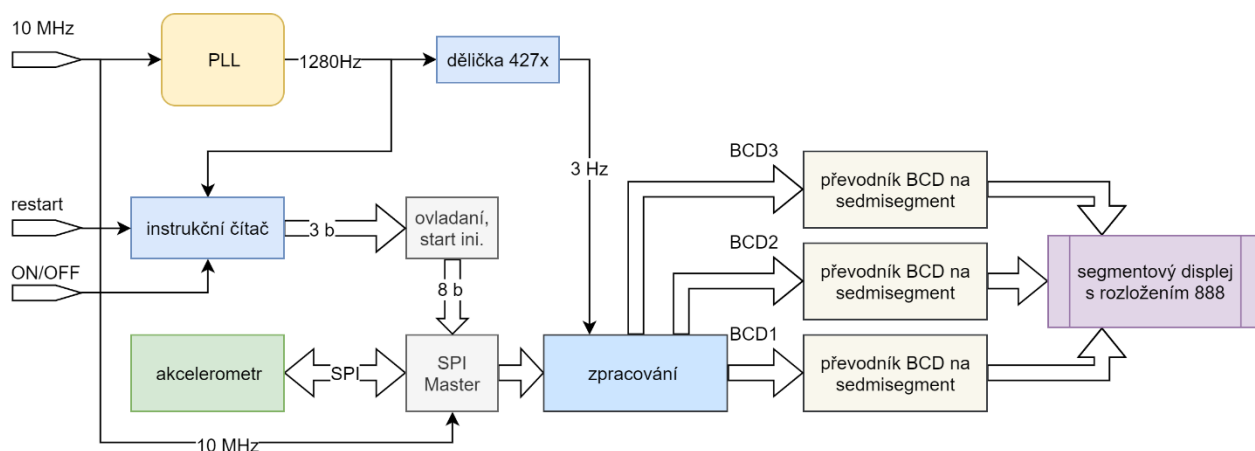 10 MHz
PLL
1280Hz
dělička 427x
3 Hz
restart
instrukční čítač
3 b
ovladaní,
start ini.
ON/OFF
8 b
akcelerometr
SPI
SPI
Master
10 MHz
zpracování
BCD3
převodník BCD na
sedmisegment
BCD2
převodník BCD na
sedmisegment
BCD1
převodník BCD na
sedmisegment
segmentový displej
s rozložením 888